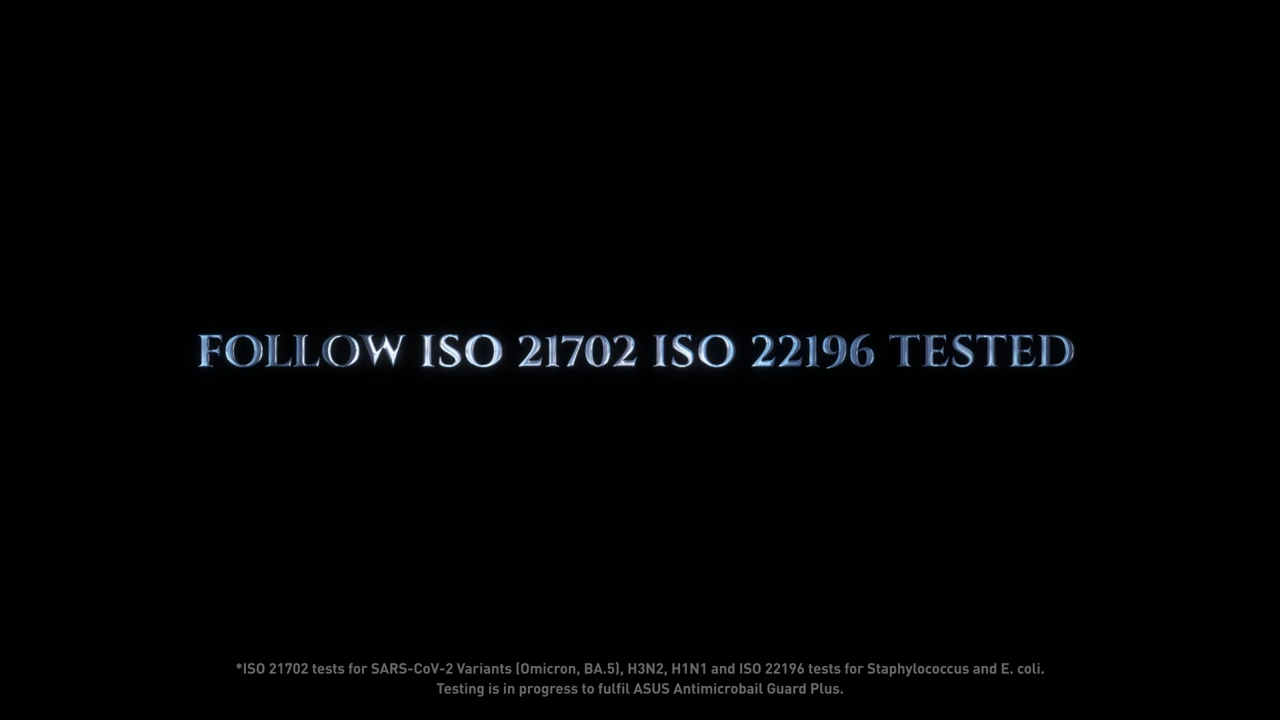 FOLLOW ISO 21702 ISO 22196 TESTED
*ISO 21702 tests for SARS-CoV-2 Variants (Omicron, BA.5), H3N2, H1N1 and ISO 22196 tests for Staphylococcus and E. coli.
Testing is in progress to fulfil ASUS Antimicrobail Guard Plus.